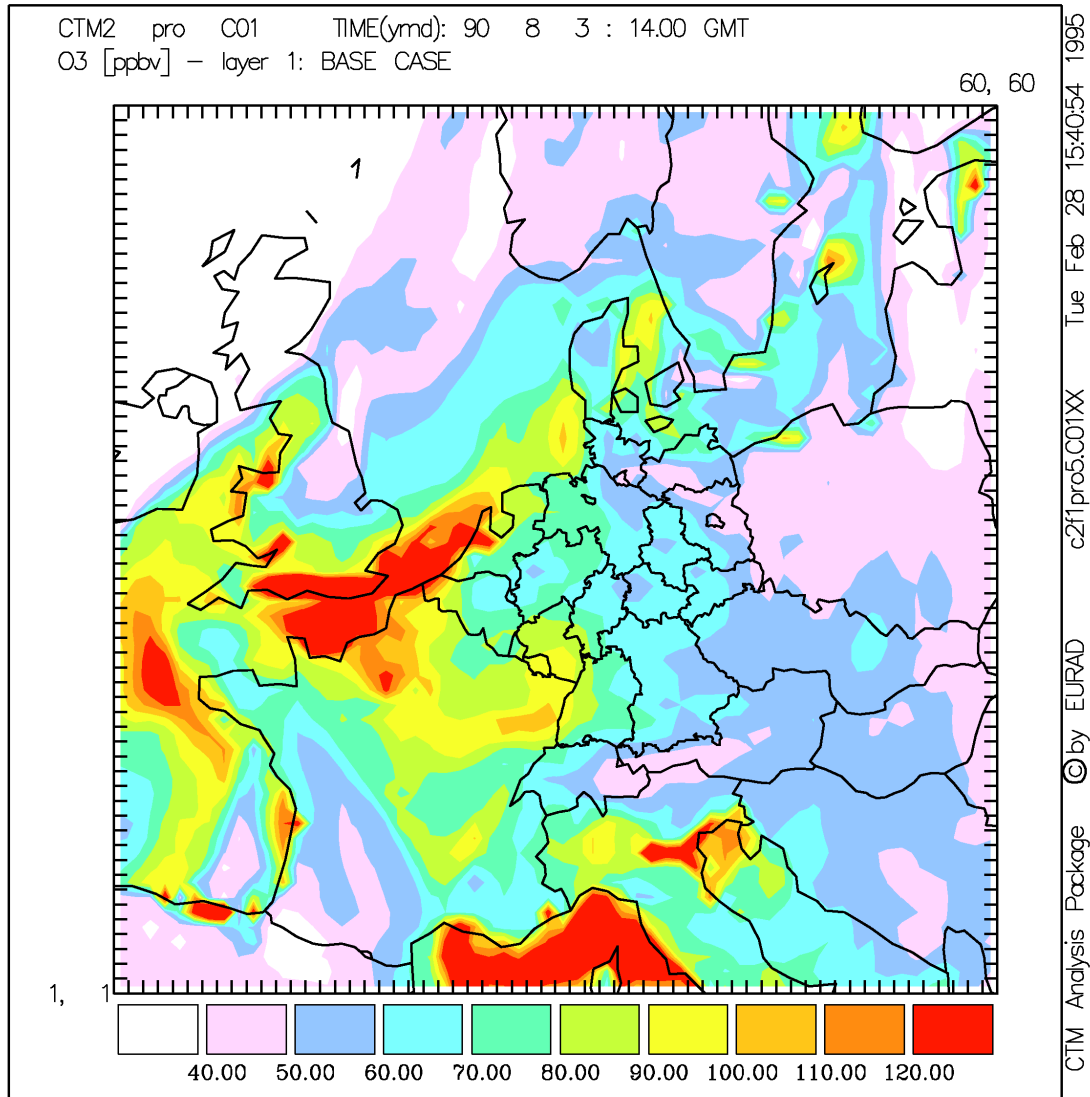 CTM2 pro C01 TIME(ymd): 90 8 3 : 14.00 GMT
O3 [ppbv] – layer 1: BASE CASE
60, 60
1, 1
40.00 50.00 60.00 70.00 80.00 90.00 100.00 110.00 120.00
CTM Analysis Package © by EURAD c2f1pro5.001XX Tue Feb 28 15:40:54 1995